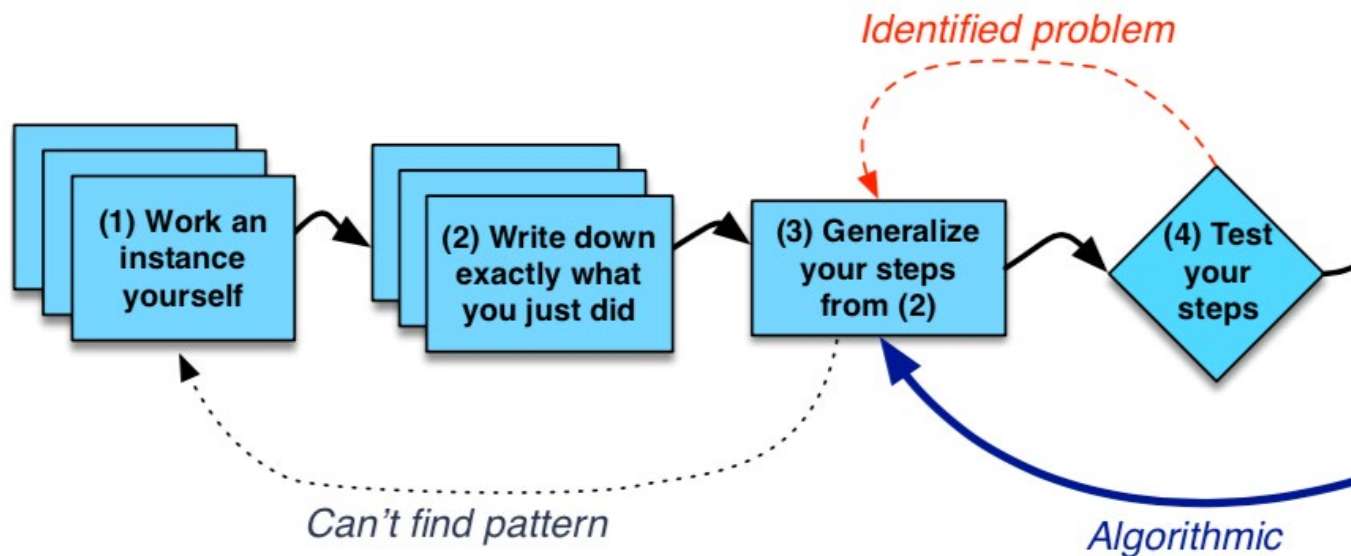 Identified problem
(1) Work an
instance
yourself
(2) Write down
exactly what
you just did
(3) Generalize
your steps
from (2)
(4) Test
your
steps
Can't find pattern
Algorithmic